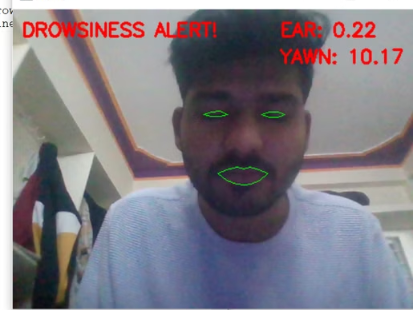 DROWSINESS ALERT!
EAR: 0.22
YAWN: 10.17